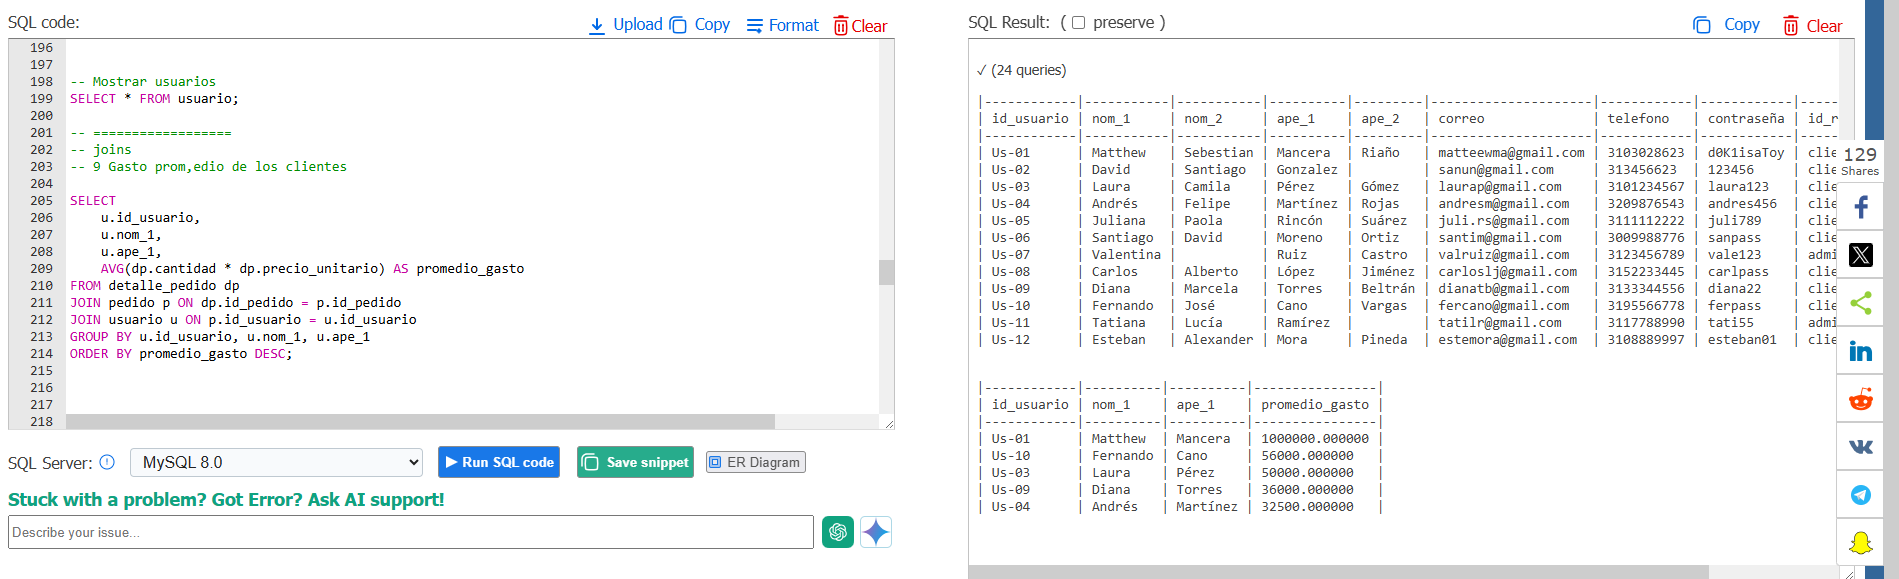 SQL code:
Upload Copy Format Clear
196
197
198 -- Mostrar usuarios
199 SELECT * FROM usuario;
200
201 -- ==================
202 -- joins
203 -- 9 Gasto prom,edio de los clientes
204
205 SELECT
206 u.id_usuario,
207 u.nom_1,
208 u.ape_1,
209 AVG(dp.cantidad * dp.precio_unitario) AS promedio_gasto
210 FROM detalle_pedido dp
211 JOIN pedido p ON dp.id_pedido = p.id_pedido
212 JOIN usuario u ON p.id_usuario = u.id_usuario
213 GROUP BY u.id_usuario, u.nom_1, u.ape_1
214 ORDER BY promedio_gasto DESC;
215
216
217
218
SQL Server: MySQL 8.0 Run SQL code Save snippet ER Diagram
Stuck with a problem? Got Error? Ask AI support!
Describe your issue...
SQL Result: ( preserve )
Copy Clear
✓ (24 queries)
|------------|-----------|-----------|----------|---------|---------------------|------------|------------|-----
| id_usuario | nom_1 | nom_2 | ape_1 | ape_2 | correo | telefono | contraseña | id_r
|------------|-----------|-----------|----------|---------|---------------------|------------|------------|-----
| Us-01 | Matthew | Sebestian | Mancera | Riaño | matteewma@gmail.com | 3103028623 | d0K1isaToy | clie
| Us-02 | David | Santiago | Gonzalez | | sanun@gmail.com | 313456623 | 123456 | clie
| Us-03 | Laura | Camila | Pérez | Gómez | laurap@gmail.com | 3101234567 | laura123 | clie
| Us-04 | Andrés | Felipe | Martínez | Rojas | andresm@gmail.com | 3209876543 | andres456 | clie
| Us-05 | Juliana | Paola | Rincón | Suárez | juli.rs@gmail.com | 3111112222 | juli789 | clie
| Us-06 | Santiago | David | Moreno | Ortiz | santim@gmail.com | 3009988776 | sanpass | clie
| Us-07 | Valentina | | Ruiz | Castro | valruiz@gmail.com | 3123456789 | vale123 | admi
| Us-08 | Carlos | Alberto | López | Jiménez | carloslj@gmail.com | 3152233445 | carlpass | clie
| Us-09 | Diana | Marcela | Torres | Beltrán | dianatb@gmail.com | 3133344556 | diana22 | clie
| Us-10 | Fernando | José | Cano | Vargas | fercano@gmail.com | 3195566778 | ferpass | clie
| Us-11 | Tatiana | Lucía | Ramírez | | tatilr@gmail.com | 3117788990 | tati55 | admi
| Us-12 | Esteban | Alexander | Mora | Pineda | estemora@gmail.com | 3108889997 | esteban01 | clie
|------------|----------|----------|----------------|
| id_usuario | nom_1 | ape_1 | promedio_gasto |
|------------|----------|----------|----------------|
| Us-01 | Matthew | Mancera | 1000000.000000 |
| Us-10 | Fernando | Cano | 56000.000000 |
| Us-03 | Laura | Pérez | 50000.000000 |
| Us-09 | Diana | Torres | 36000.000000 |
| Us-04 | Andrés | Martínez | 32500.000000 |
129
Shares